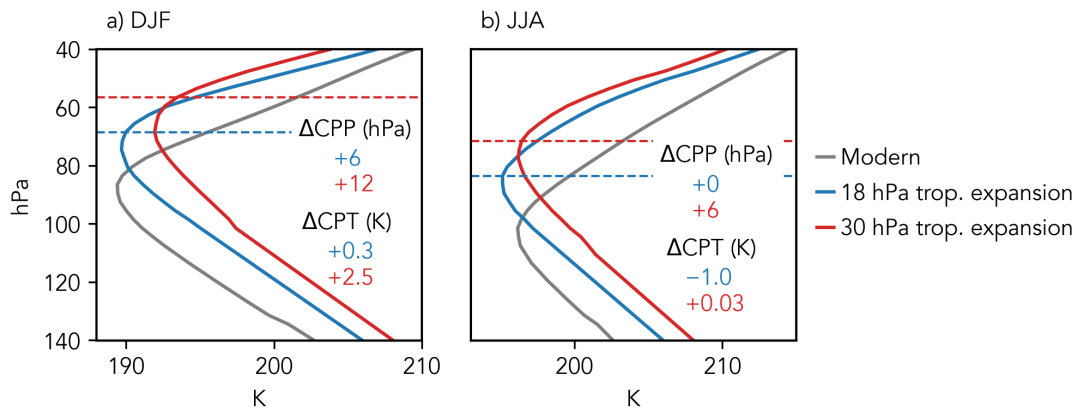 a) DJF
b) JJA
40
60
80
100
120
140
hPa
ΔCPP (hPa)
+6
+12
ΔCPT (K)
+0.3
+2.5
190
200
210
K
ΔCPP (hPa)
+0
+6
ΔCPT (K)
−1.0
+0.03
200
210
K
Modern
18 hPa trop. expansion
30 hPa trop. expansion